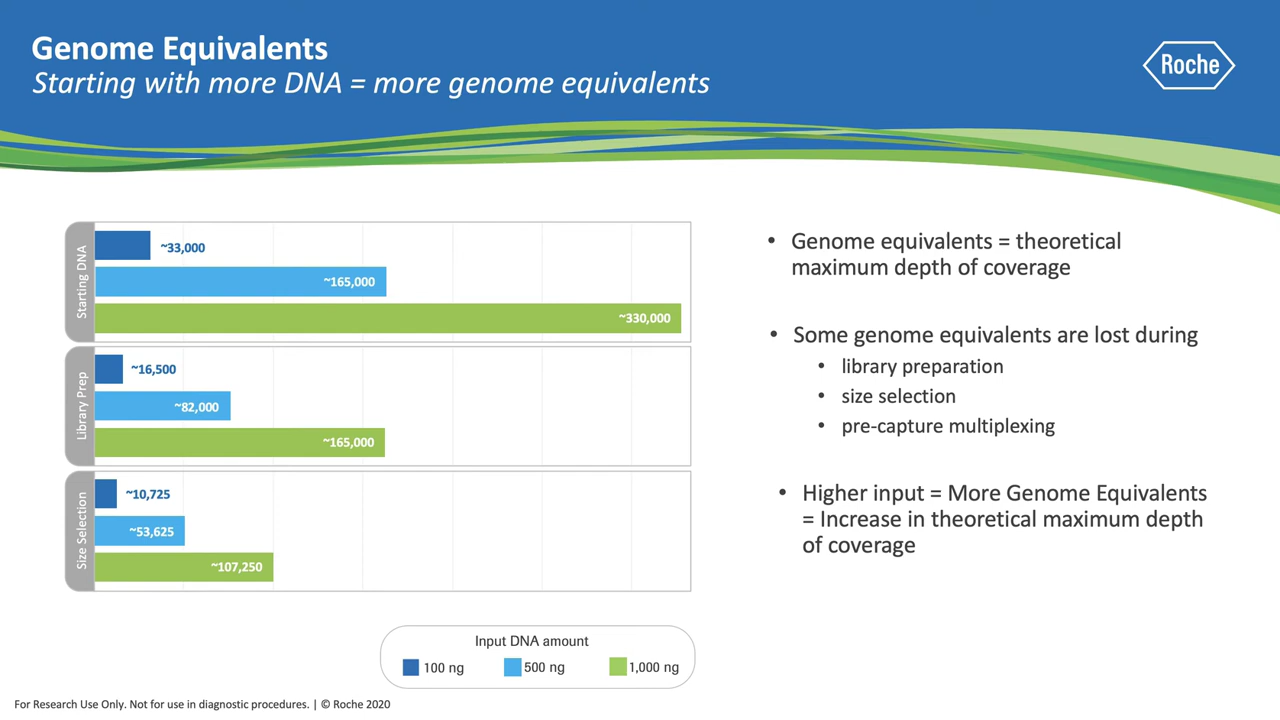 Genome Equivalents
Starting with more DNA = more genome equivalents
Roche
Starting DNA
~33,000
~165,000
~330,000
Library Prep
~16,500
~82,000
~165,000
Size Selection
~10,725
~53,625
~107,250
Input DNA amount
100 ng
500 ng
1,000 ng
• Genome equivalents = theoretical
maximum depth of coverage
• Some genome equivalents are lost during
• library preparation
• size selection
• pre-capture multiplexing
• Higher input = More Genome Equivalents
= Increase in theoretical maximum depth
of coverage
For Research Use Only. Not for use in diagnostic procedures. | © Roche 2020